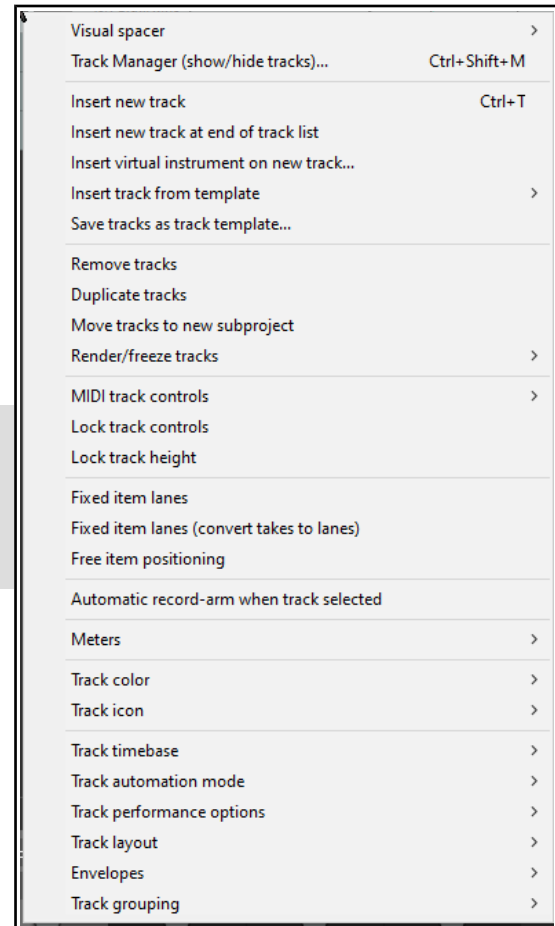 Visual spacer
Track Manager (show/hide tracks)... Ctrl+Shift+M
Insert new track Ctrl+T
Insert new track at end of track list
Insert virtual instrument on new track...
Insert track from template
Save tracks as track template...
Remove tracks
Duplicate tracks
Move tracks to new subproject
Render/freeze tracks
MIDI track controls
Lock track controls
Lock track height
Fixed item lanes
Fixed item lanes (convert takes to lanes)
Free item positioning
Automatic record-arm when track selected
Meters
Track color
Track icon
Track timebase
Track automation mode
Track performance options
Track layout
Envelopes
Track grouping